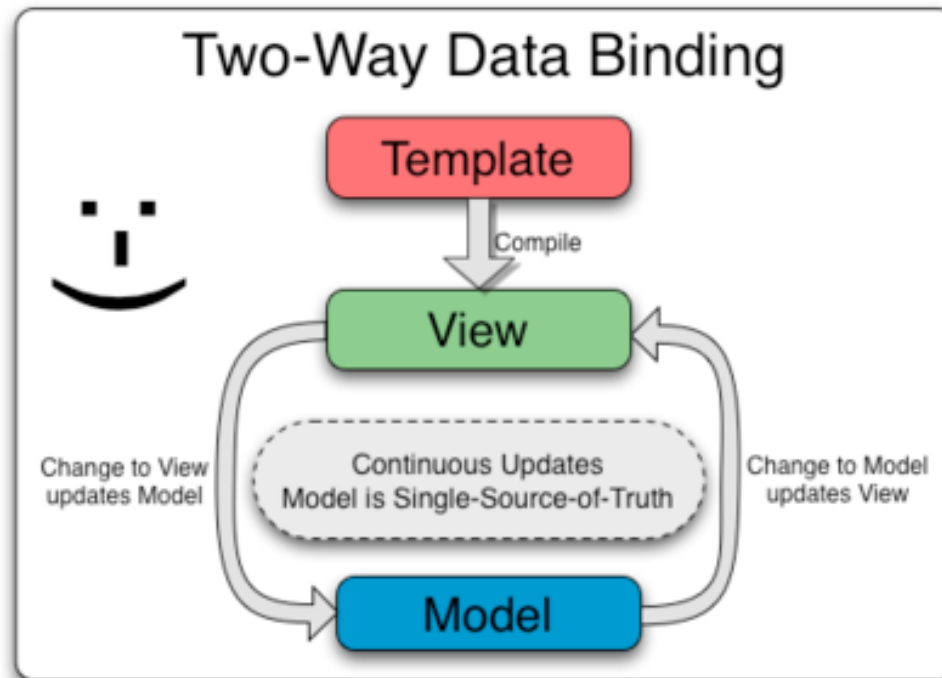 Two-Way Data Binding
Template
Compile
View
Change to View
updates Model
Continuous Updates
Model is Single-Source-of-Truth
Change to Model
updates View
Model